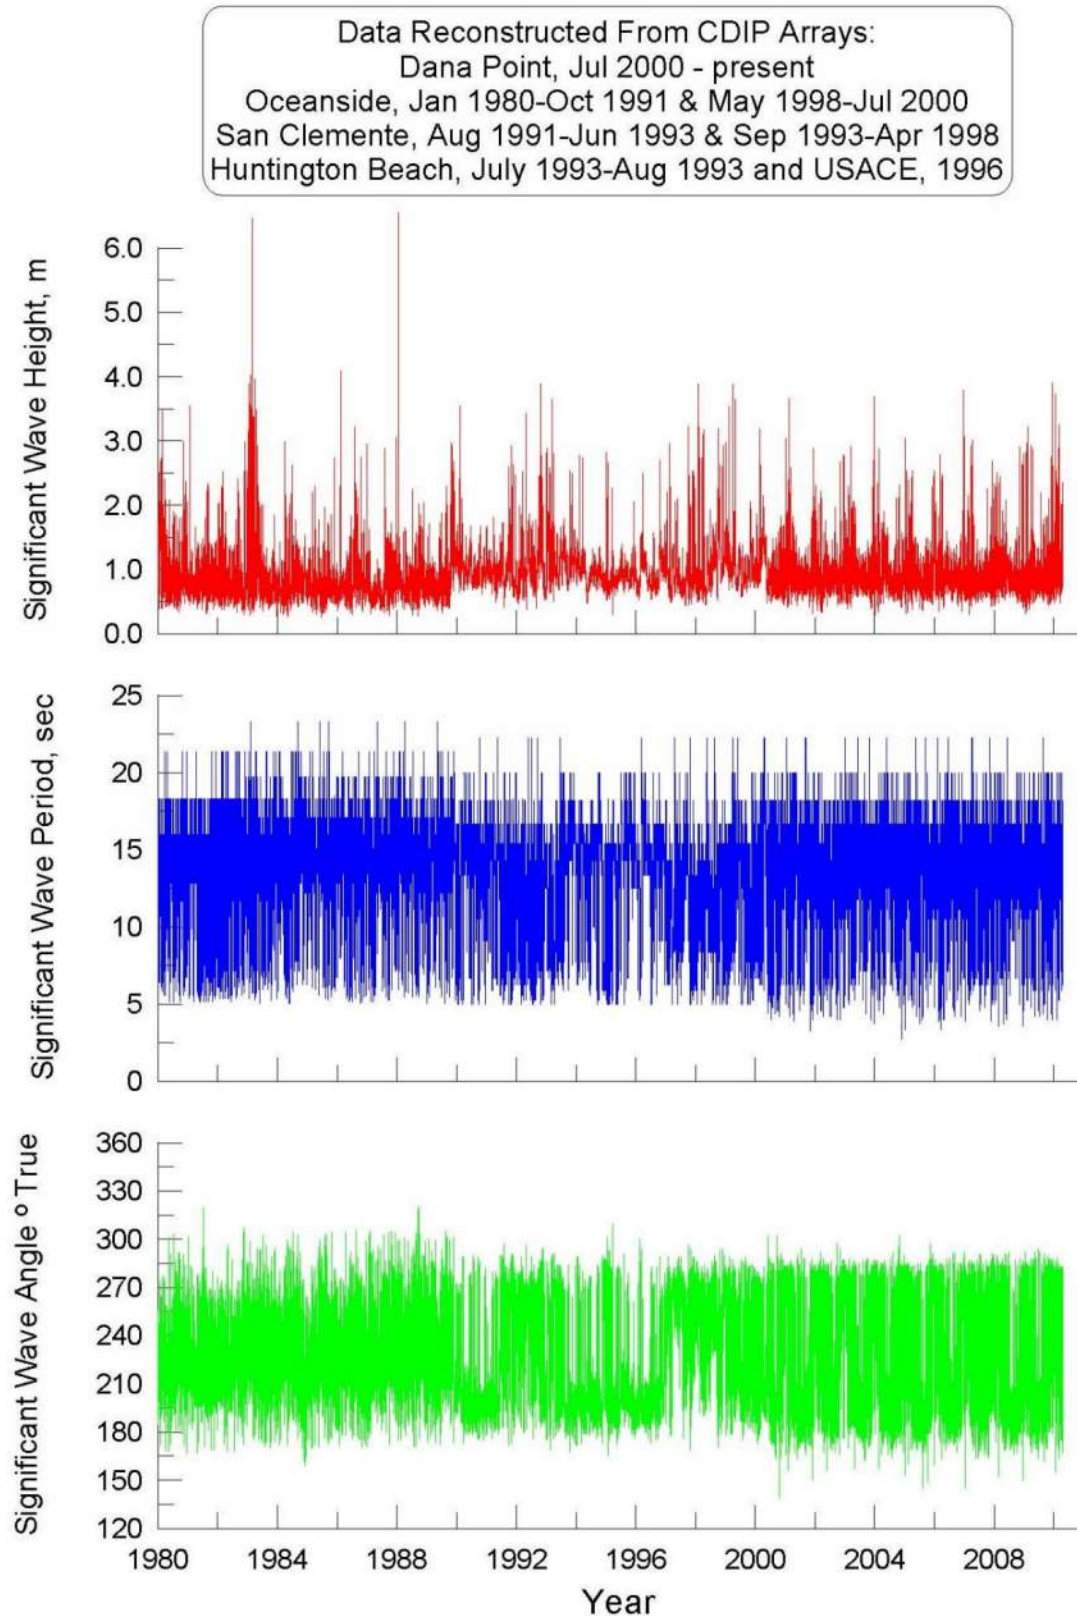 Data Reconstructed From CDIP Arrays:
Dana Point, Jul 2000 - present
Oceanside, Jan 1980-Oct 1991 & May 1998-Jul 2000
San Clemente, Aug 1991-Jun 1993 & Sep 1993-Apr 1998
Huntington Beach, July 1993-Aug 1993 and USACE, 1996
Significant Wave Height, m
6.0
5.0
4.0
3.0
2.0
1.0
0.0
Significant Wave Period, sec
25
20
15
10
5
0
Significant Wave Angle º True
360
330
300
270
240
210
180
150
120
1980 1984 1988 1992 1996 2000 2004 2008
Year